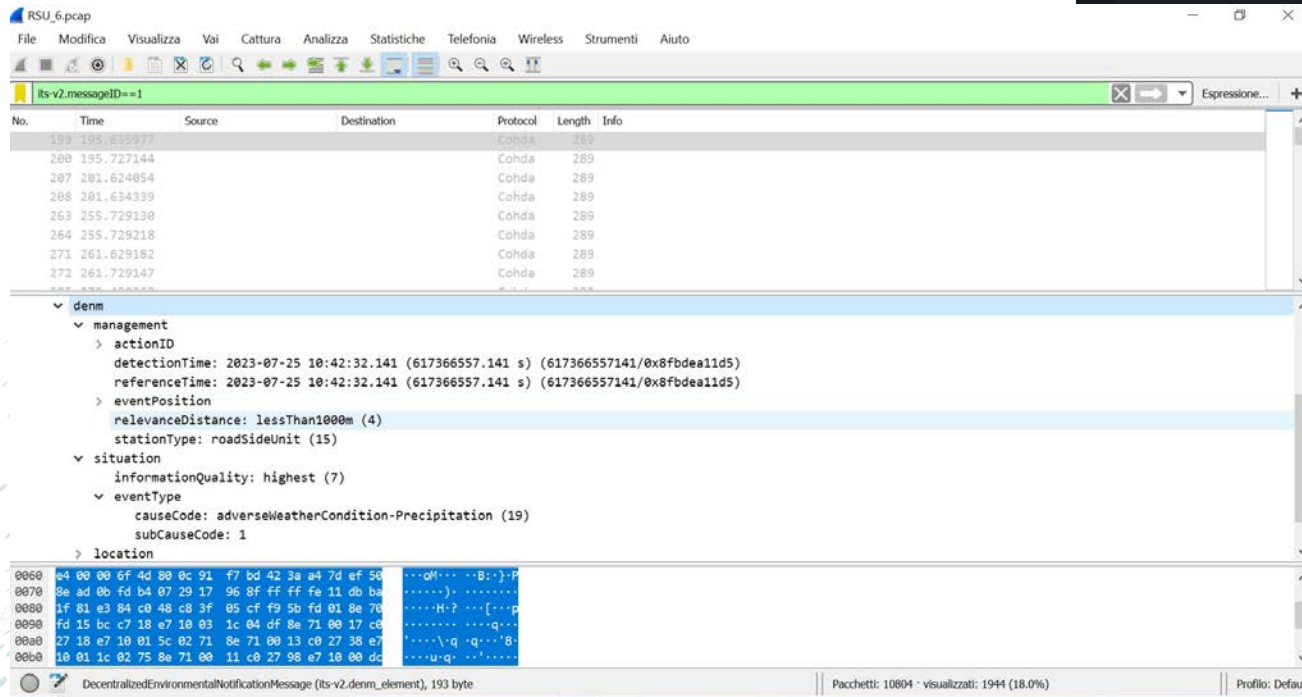 RSU_6.pcap
File Modifica Visualizza Vai Cattura Analizza Statistiche Telefonia Wireless Strumenti Aiuto
its-v2.messageID==1
Espressione... +
No. Time Source Destination Protocol Length Info
199 195.635977 Cohda 289
200 195.727144 Cohda 289
207 201.624054 Cohda 289
208 201.634339 Cohda 289
263 255.729130 Cohda 289
264 255.729218 Cohda 289
271 261.629182 Cohda 289
272 261.729147 Cohda 289
denm
management
actionID
detectionTime: 2023-07-25 10:42:32.141 (617366557.141 s) (617366557141/0x8fbdea11d5)
referenceTime: 2023-07-25 10:42:32.141 (617366557.141 s) (617366557141/0x8fbdea11d5)
eventPosition
relevanceDistance: lessThan1000m (4)
stationType: roadSideUnit (15)
situation
informationQuality: highest (7)
eventType
causeCode: adverseWeatherCondition-Precipitation (19)
subCauseCode: 1
location
0060 e4 00 00 6f 4d 80 0c 91 f7 bd 42 3a a4 7d ef 50 ···oM··· ··B:·}·P
0070 8e ad 0b fd b4 07 29 17 96 8f ff ff fe 11 db ba ······)· ········
0080 1f 81 e3 84 c0 48 c8 3f 05 cf f9 5b fd 01 8e 70 ·····H·? ···[···p
0090 fd 15 bc c7 18 e7 10 03 1c 04 df 8e 71 00 17 c0 ········ ····q···
00a0 27 18 e7 10 01 5c 02 71 8e 71 00 13 c0 27 38 e7 '····\·q ·q···'8·
00b0 10 01 1c 02 75 8e 71 00 11 c0 27 98 e7 10 00 dc ····u·q· ··'·····
DecentralizedEnvironmentalNotificationMessage (its-v2.denm_element), 193 byte Pacchetti: 10804 · visualizzati: 1944 (18.0%) Profilo: Defau